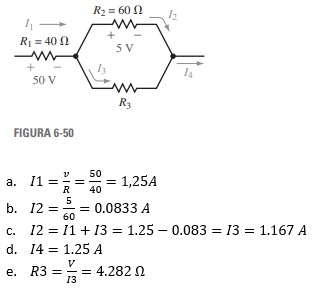 R₂ = 60 Ω
I₂
I₁
+ −
R₁ = 40 Ω
5 V
+ −
50 V
I₃
I₄
R₃
FIGURA 6-50
a. I1 = v/R = 50/40 = 1,25A
b. I2 = 5/60 = 0.0833 A
c. I2 = I1 + I3 = 1.25 − 0.083 = I3 = 1.167 A
d. I4 = 1.25 A
e. R3 = V/I3 = 4.282 Ω